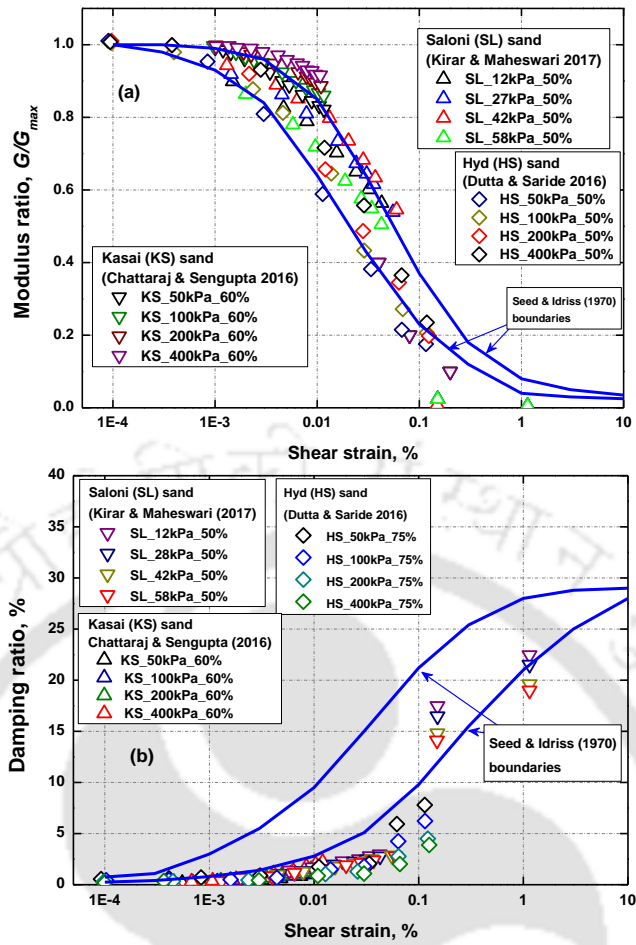 1.0
0.8
0.6
0.4
0.2
0.0
Modulus ratio, G/Gmax
(a)
Saloni (SL) sand
(Kirar & Maheswari 2017)
SL_12kPa_50%
SL_27kPa_50%
SL_42kPa_50%
SL_58kPa_50%
Hyd (HS) sand
(Dutta & Saride 2016)
HS_50kPa_50%
HS_100kPa_50%
HS_200kPa_50%
HS_400kPa_50%
Kasai (KS) sand
(Chattaraj & Sengupta 2016)
KS_50kPa_60%
KS_100kPa_60%
KS_200kPa_60%
KS_400kPa_60%
Seed & Idriss (1970)
boundaries
1E-4 1E-3 0.01 0.1 1 10
Shear strain, %
40
35
30
25
20
15
10
5
0
Damping ratio, %
Saloni (SL) sand
(Kirar & Maheswari (2017)
SL_12kPa_50%
SL_28kPa_50%
SL_42kPa_50%
SL_58kPa_50%
Hyd (HS) sand
(Dutta & Saride 2016)
HS_50kPa_75%
HS_100kPa_75%
HS_200kPa_75%
HS_400kPa_75%
Kasai (KS) sand
Chattaraj & Sengupta (2016)
KS_50kPa_60%
KS_100kPa_60%
KS_200kPa_60%
KS_400kPa_60%
(b)
Seed & Idriss (1970)
boundaries
1E-4 1E-3 0.01 0.1 1 10
Shear strain, %